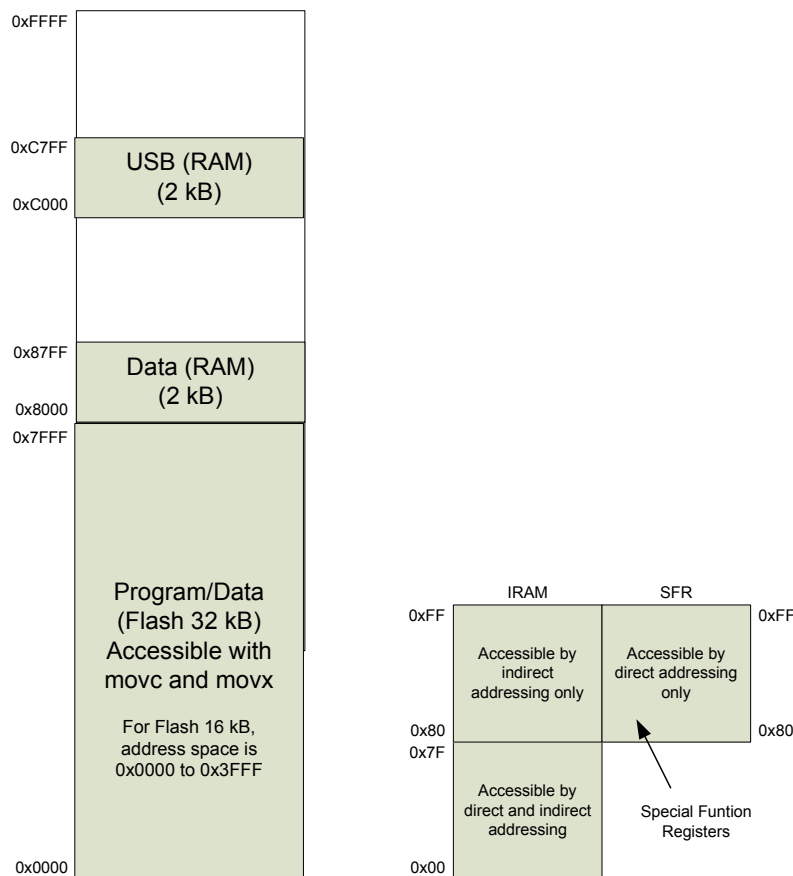 0xFFFF
0xC7FF
USB (RAM)
(2 kB)
0xC000
0x87FF
Data (RAM)
(2 kB)
0x8000
0x7FFF
Program/Data
(Flash 32 kB)
Accessible with
movc and movx
For Flash 16 kB,
address space is
0x0000 to 0x3FFF
0x0000
IRAM
SFR
0xFF
0xFF
Accessible by
indirect
addressing only
Accessible by
direct addressing
only
0x80
0x80
0x7F
Accessible by
direct and indirect
addressing
Special Funtion
Registers
0x00